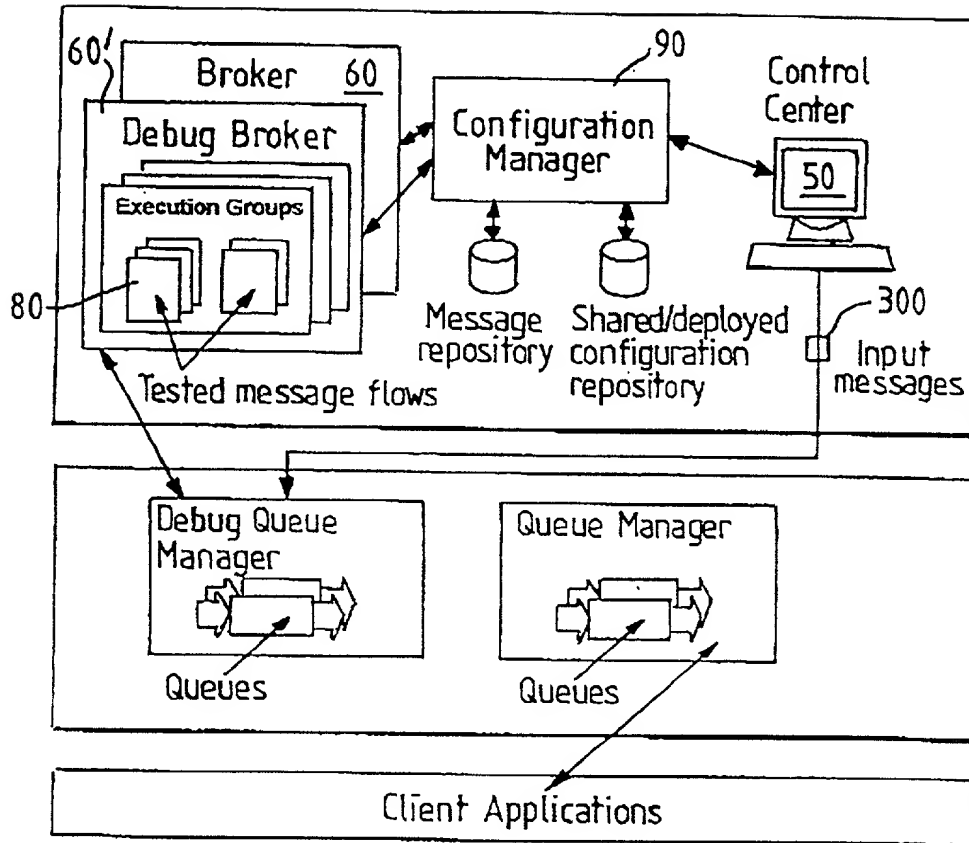 60'
Broker 60
Debug Broker
Execution Groups
80
Tested message flows
90
Configuration
Manager
Message
repository
Shared/deployed
configuration
repository
Control
Center
50
300
Input
messages
Debug Queue
Manager
Queues
Queue Manager
Queues
Client Applications